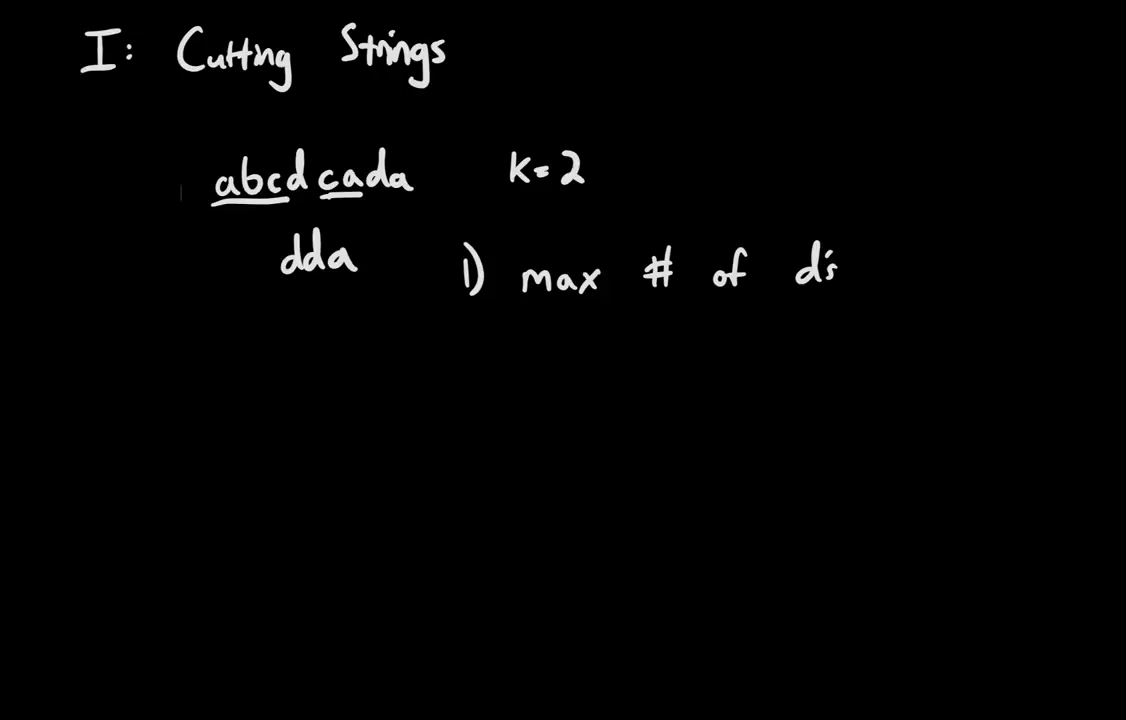 I: Cutting Strings
abcdcada k=2
dda 1) max # of d's